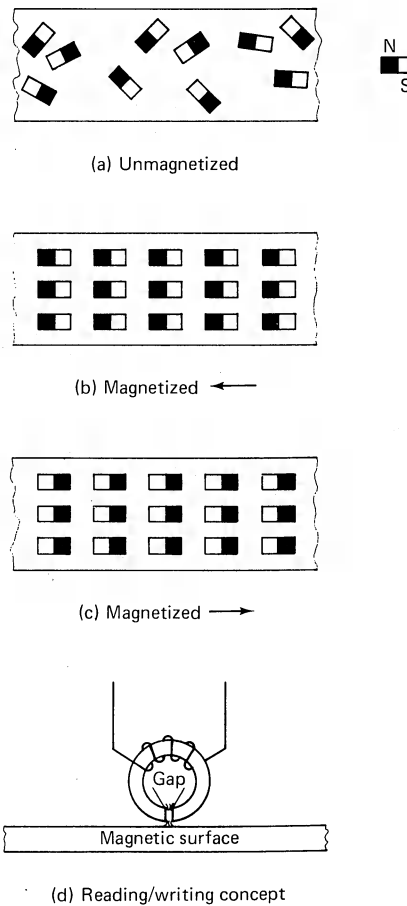 N
S
(a) Unmagnetized
(b) Magnetized ←
(c) Magnetized →
Gap
Magnetic surface
(d) Reading/writing concept